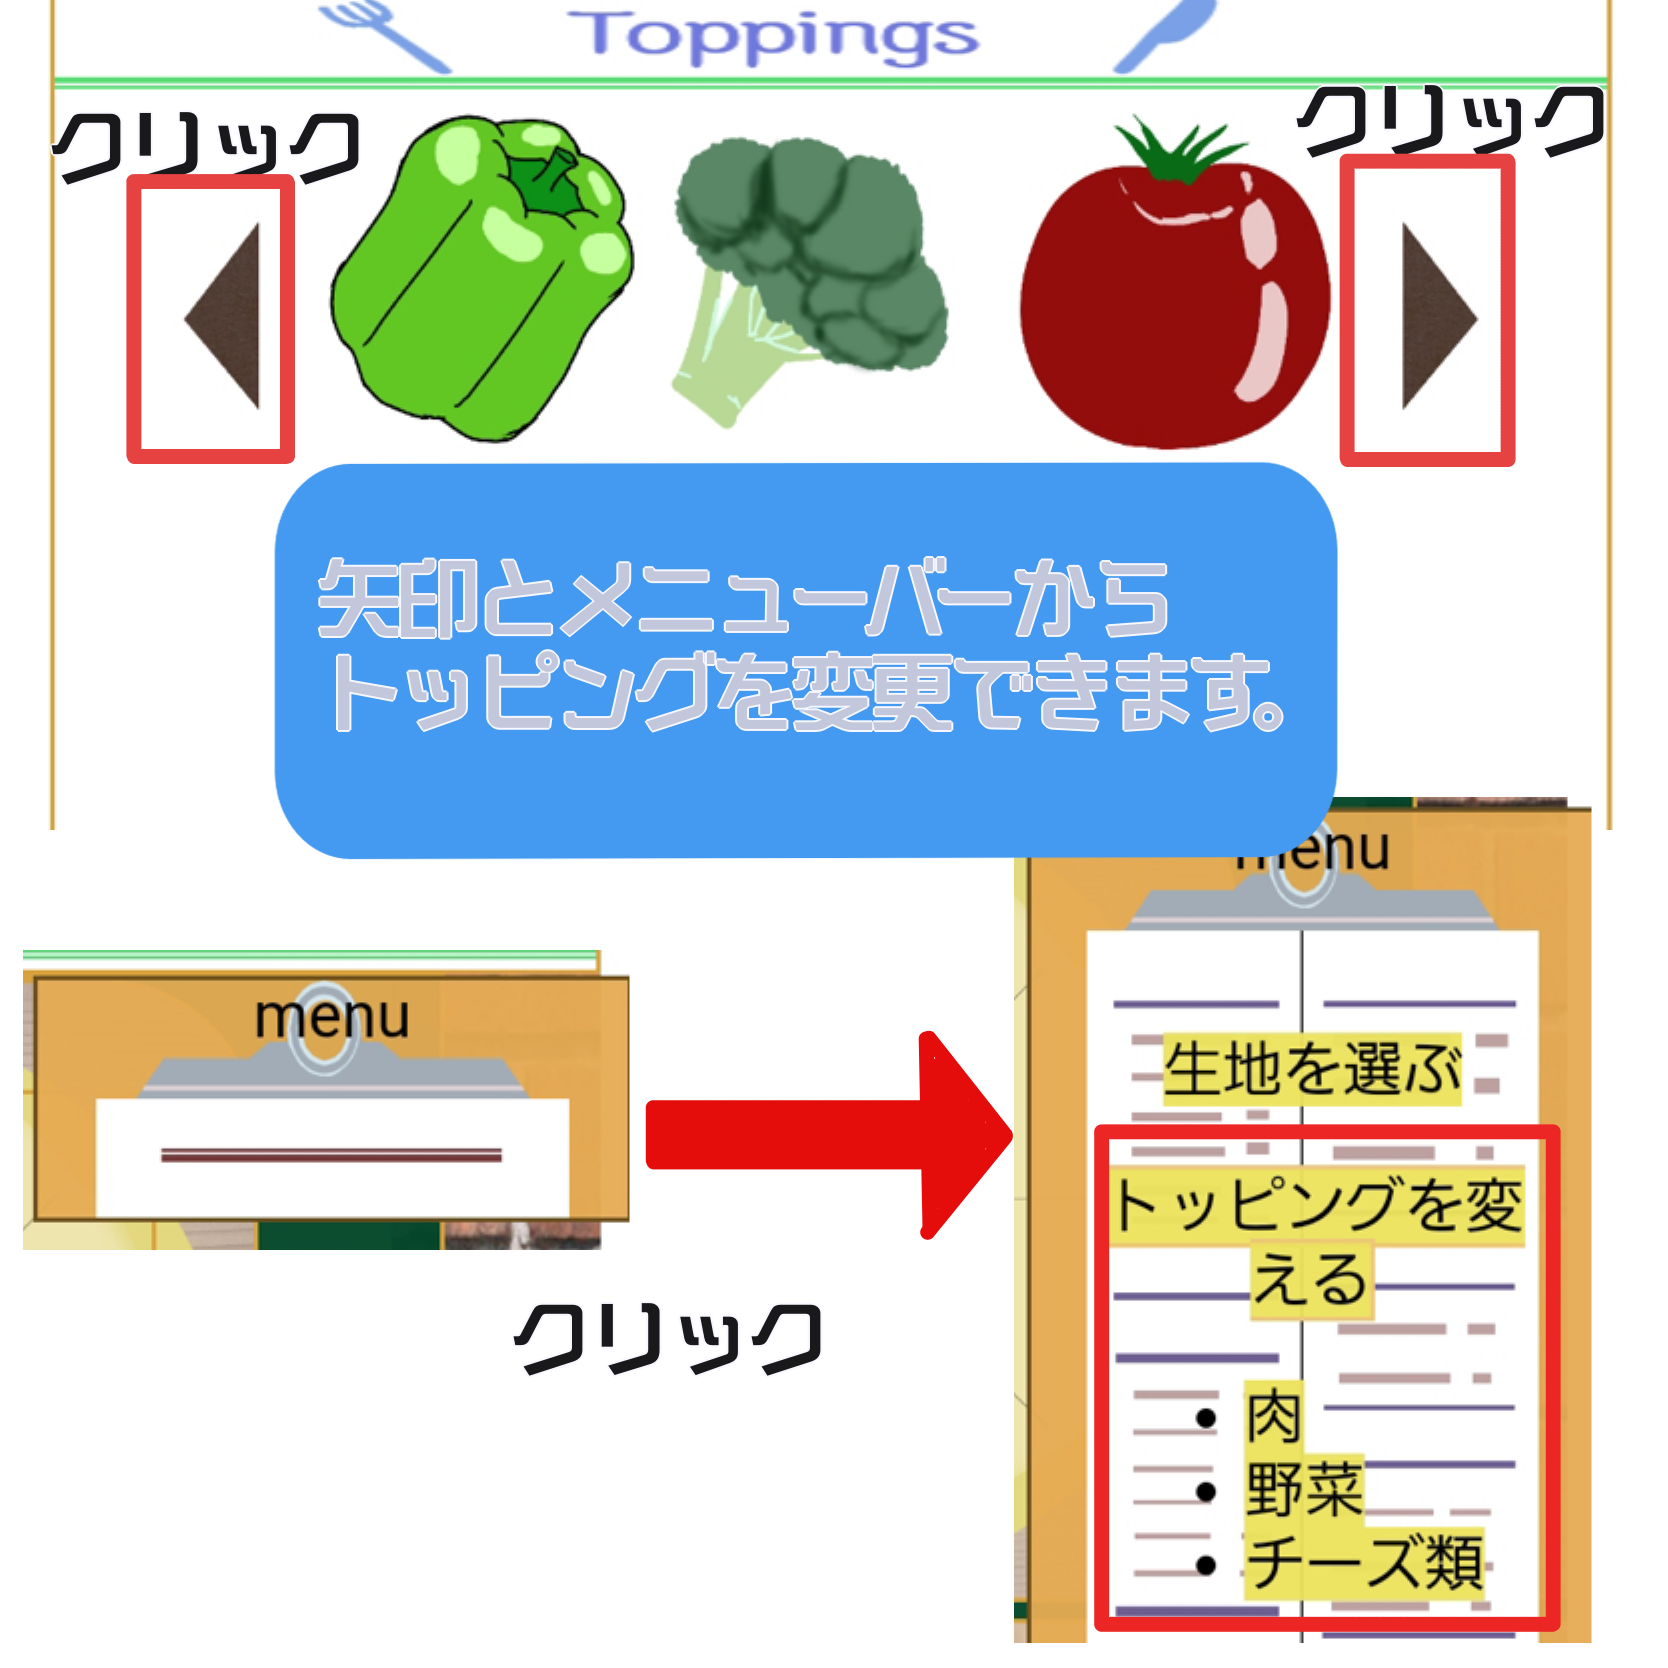 Toppings
クリック
クリック
矢印とメニューバーから
トッピングを変更できます。
menu
menu
クリック
生地を選ぶ
トッピングを変
える
• 肉
• 野菜
• チーズ類